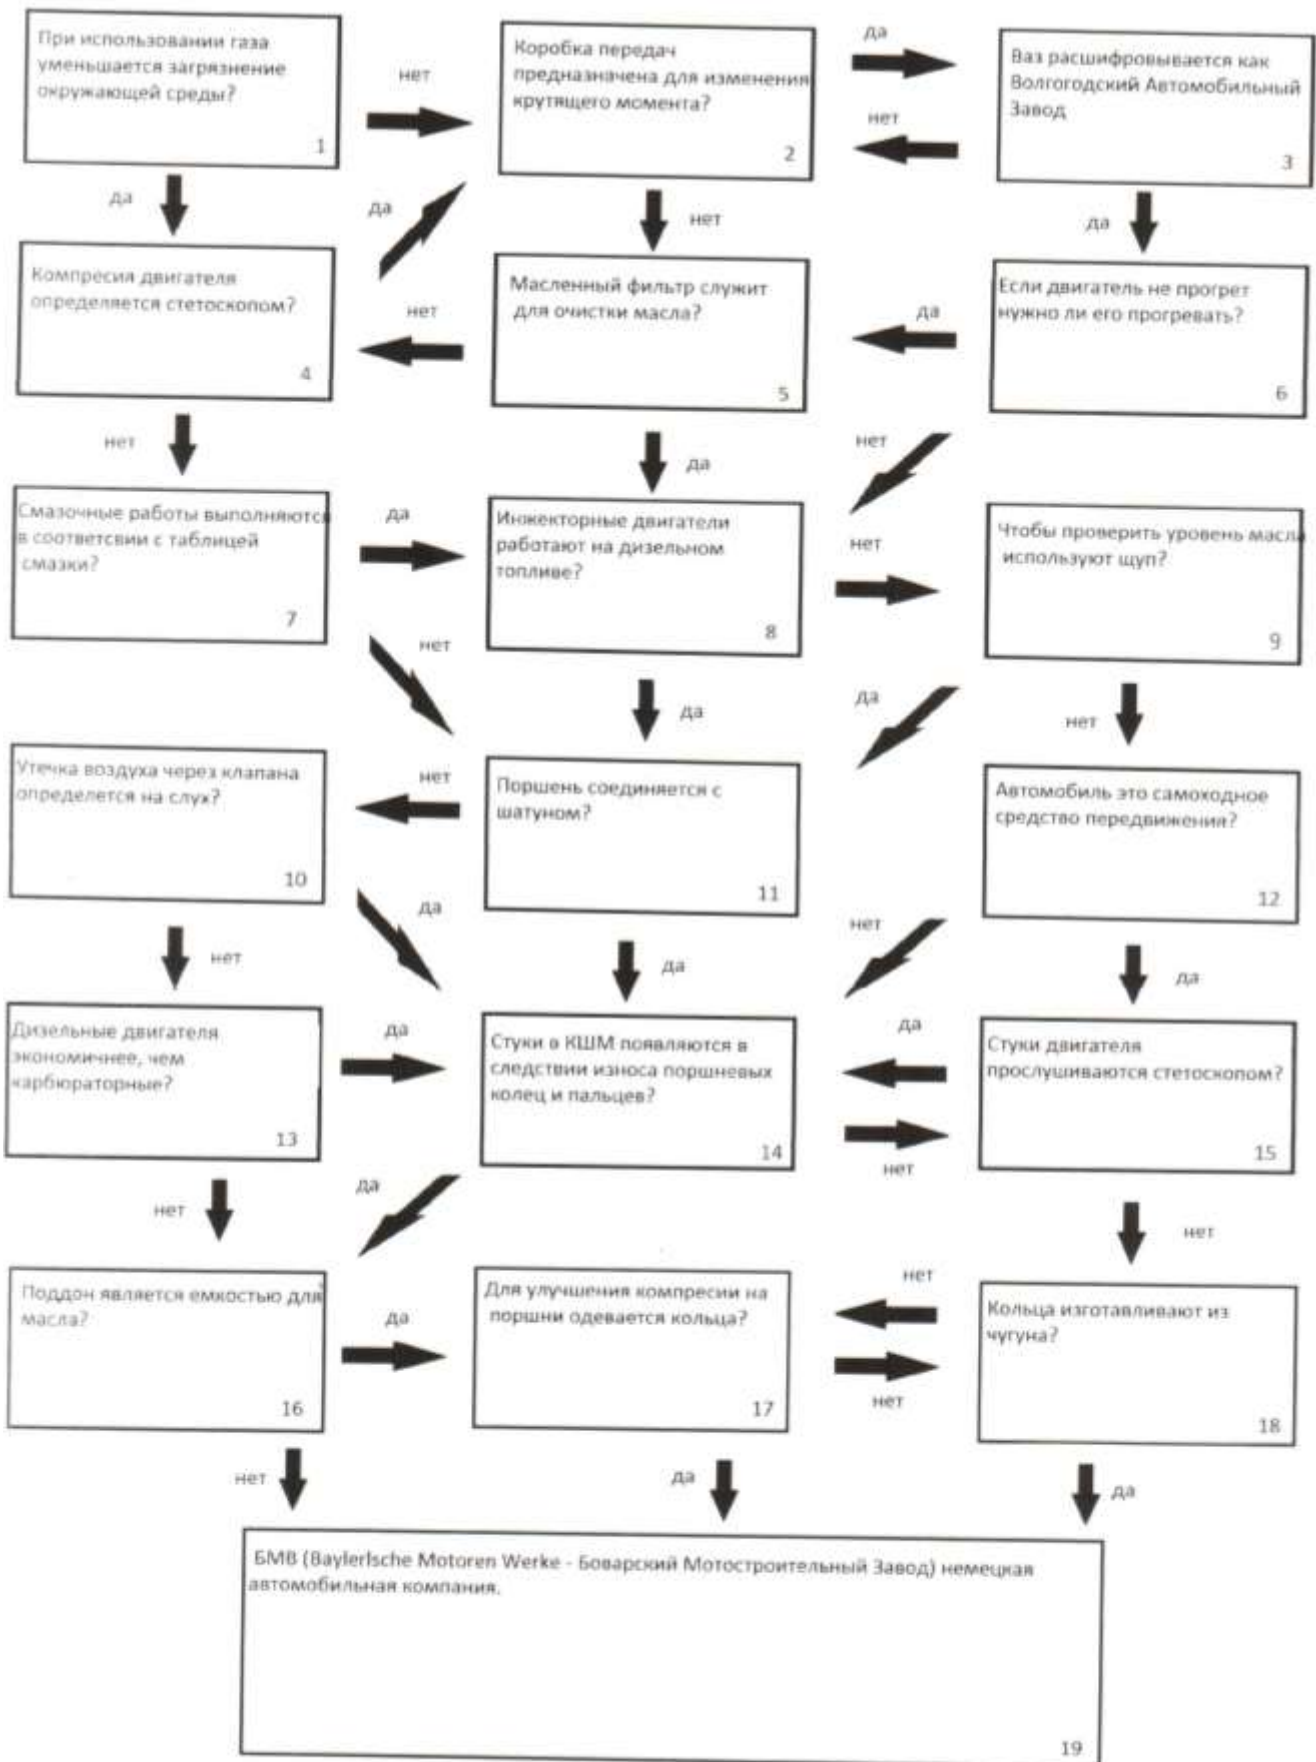 При использовании газа
уменьшается загрязнение
окружающей среды?
1
нет
Коробка передач
предназначена для изменения
крутящего момента?
2
да
нет
Ваз расшифровывается как
Волгогодский Автомобильный
Завод
3
да
да
нет
да
Компресия двигателя
определяется стетоскопом?
4
нет
Масленный фильтр служит
для очистки масла?
5
да
Если двигатель не прогрет
нужно ли его прогревать?
6
нет
да
нет
Смазочные работы выполняются
в соответсвии с таблицей
смазки?
7
да
Инжекторные двигатели
работают на дизельном
топливе?
8
нет
Чтобы проверить уровень масла
используют щуп?
9
нет
да
да
нет
Утечка воздуха через клапана
определется на слух?
10
нет
Поршень соединяется с
шатуном?
11
Автомобиль это самоходное
средство передвижения?
12
нет
да
да
нет
да
Дизельные двигателя
экономичнее, чем
карбюраторные?
13
да
Стуки в КШМ появляются в
следствии износа поршневых
колец и пальцев?
14
да
нет
Стуки двигателя
прослушиваются стетоскопом?
15
нет
да
нет
Поддон является емкостью для
масла?
16
да
Для улучшения компресии на
поршни одевается кольца?
17
нет
нет
Кольца изготавливают из
чугуна?
18
нет
да
да
БМВ (Baylerlsche Motoren Werke - Боварский Мотостроительный Завод) немецкая
автомобильная компания.
19